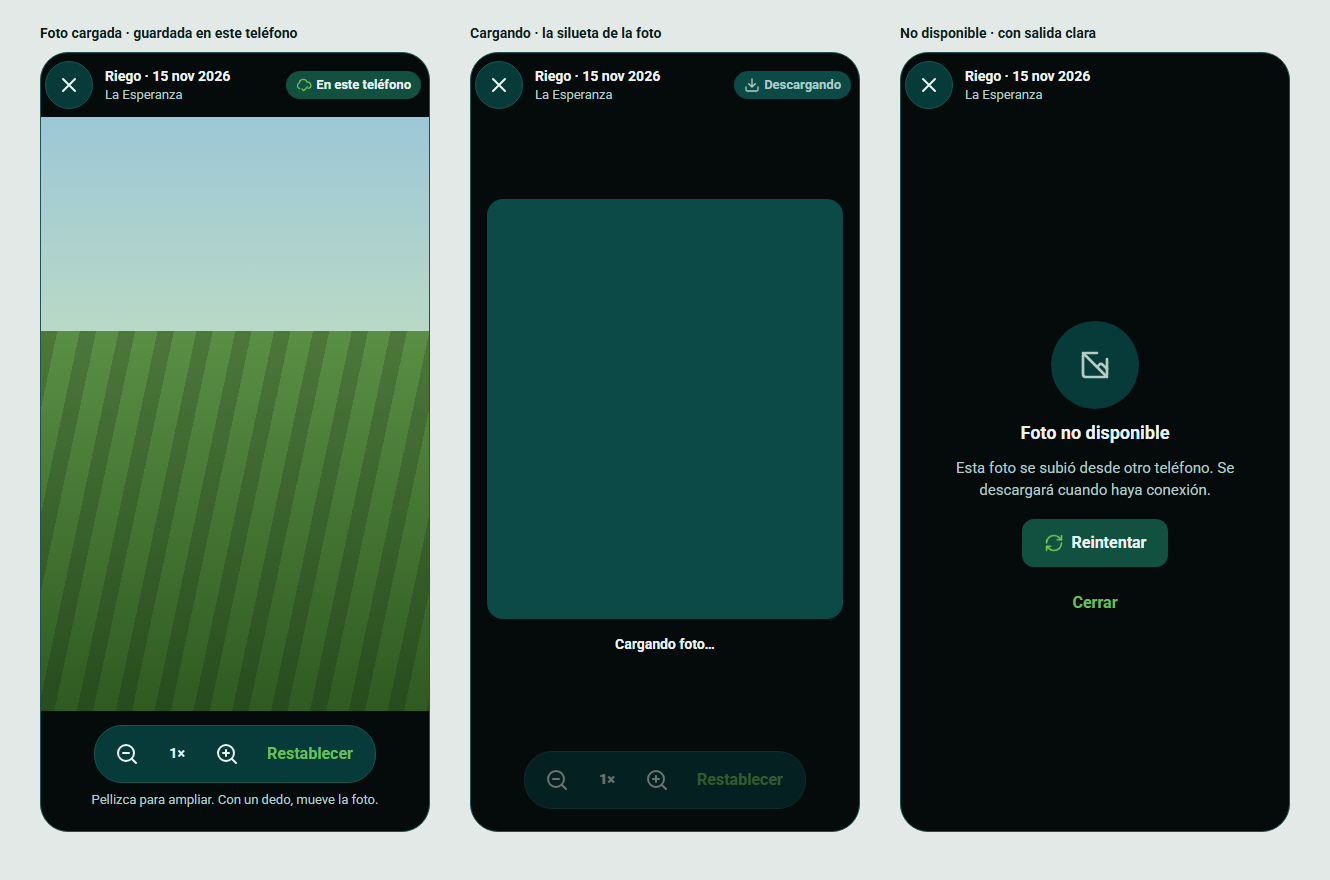 Foto cargada · guardada en este teléfono
Riego · 15 nov 2026
La Esperanza
En este teléfono
1×
Restablecer
Pellizca para ampliar. Con un dedo, mueve la foto.
Cargando · la silueta de la foto
Riego · 15 nov 2026
La Esperanza
Descargando
Cargando foto…
1×
Restablecer
No disponible · con salida clara
Riego · 15 nov 2026
La Esperanza
Foto no disponible
Esta foto se subió desde otro teléfono. Se
descargará cuando haya conexión.
Reintentar
Cerrar